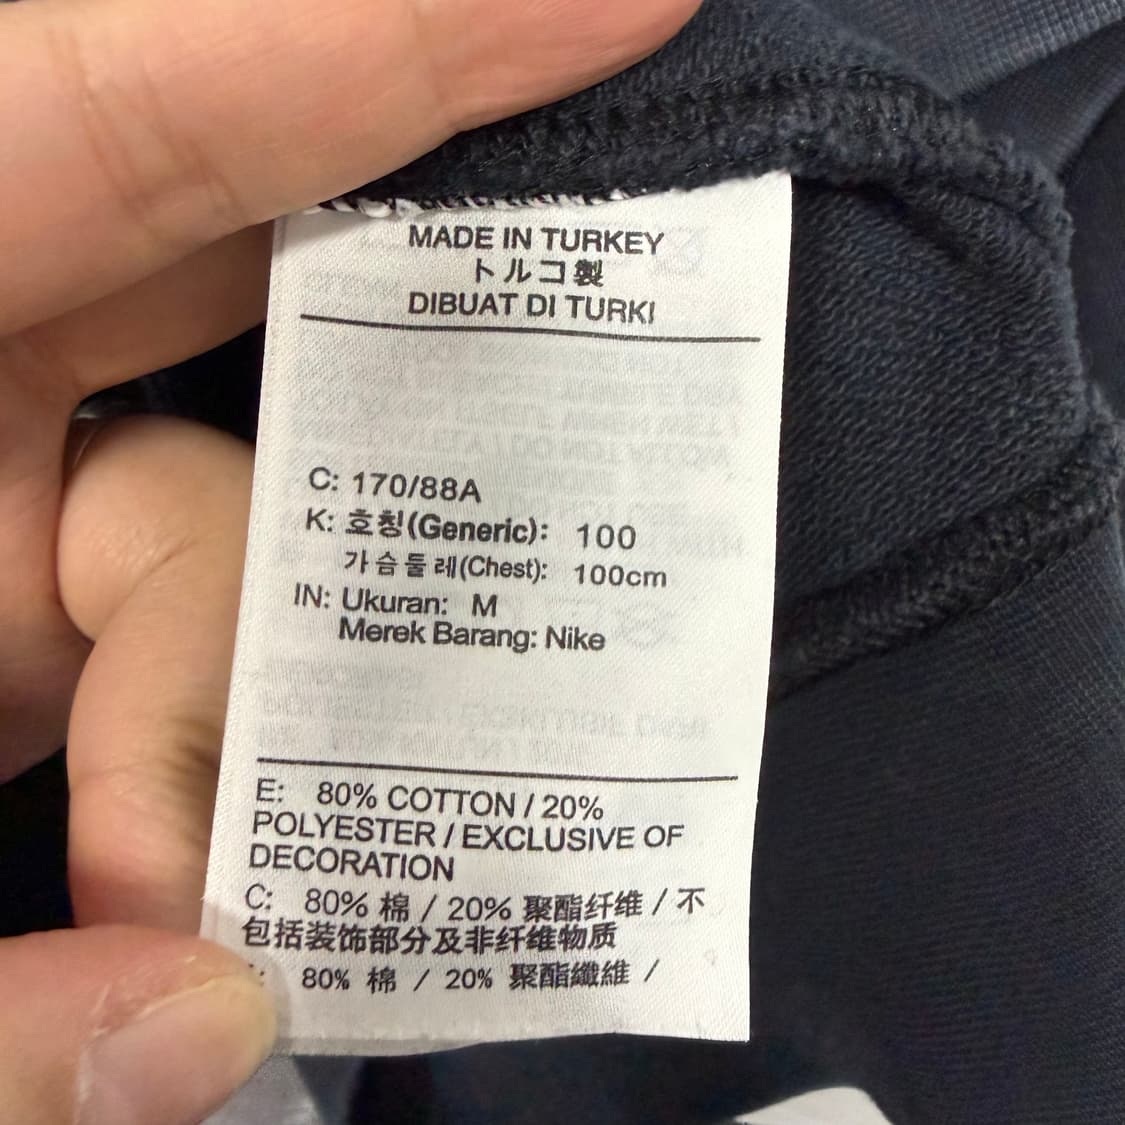 MADE IN TURKEY
トルコ製
DIBUAT DI TURKI
C: 170/88A
K: 호칭(Generic): 100
가슴둘레(Chest): 100cm
IN: Ukuran: M
Merek Barang: Nike
E: 80% COTTON / 20%
POLYESTER / EXCLUSIVE OF
DECORATION
C: 80% 棉 / 20% 聚酯纤维 / 不
包括装饰部分及非纤维物质
80% 棉 / 20% 聚酯纖維 /